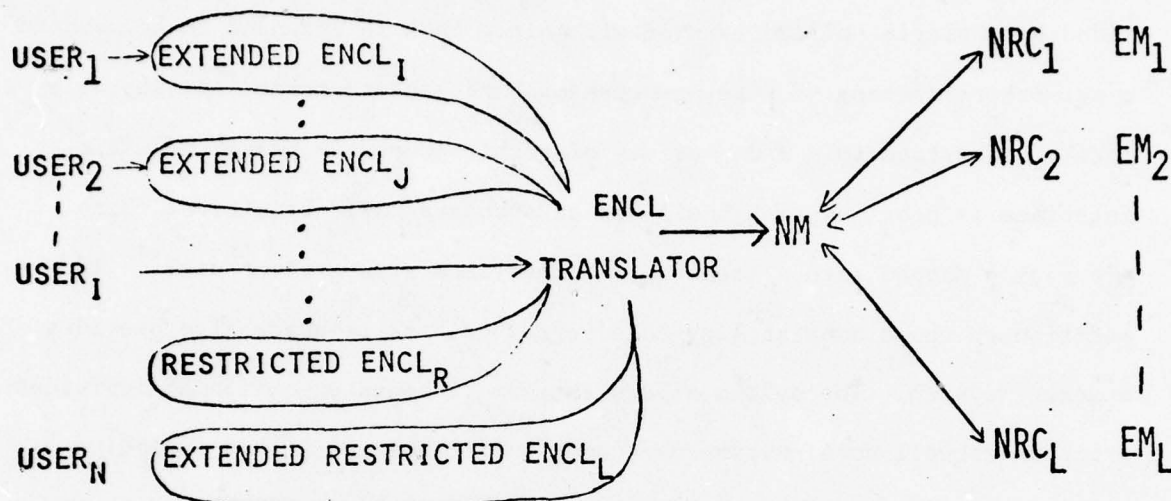 USER1 EXTENDED ENCLI NRC1 EM1
USER2 EXTENDED ENCLJ NRC2 EM2
ENCL NM
USERI TRANSLATOR
RESTRICTED ENCLR
USERN EXTENDED RESTRICTED ENCLL NRCL EML